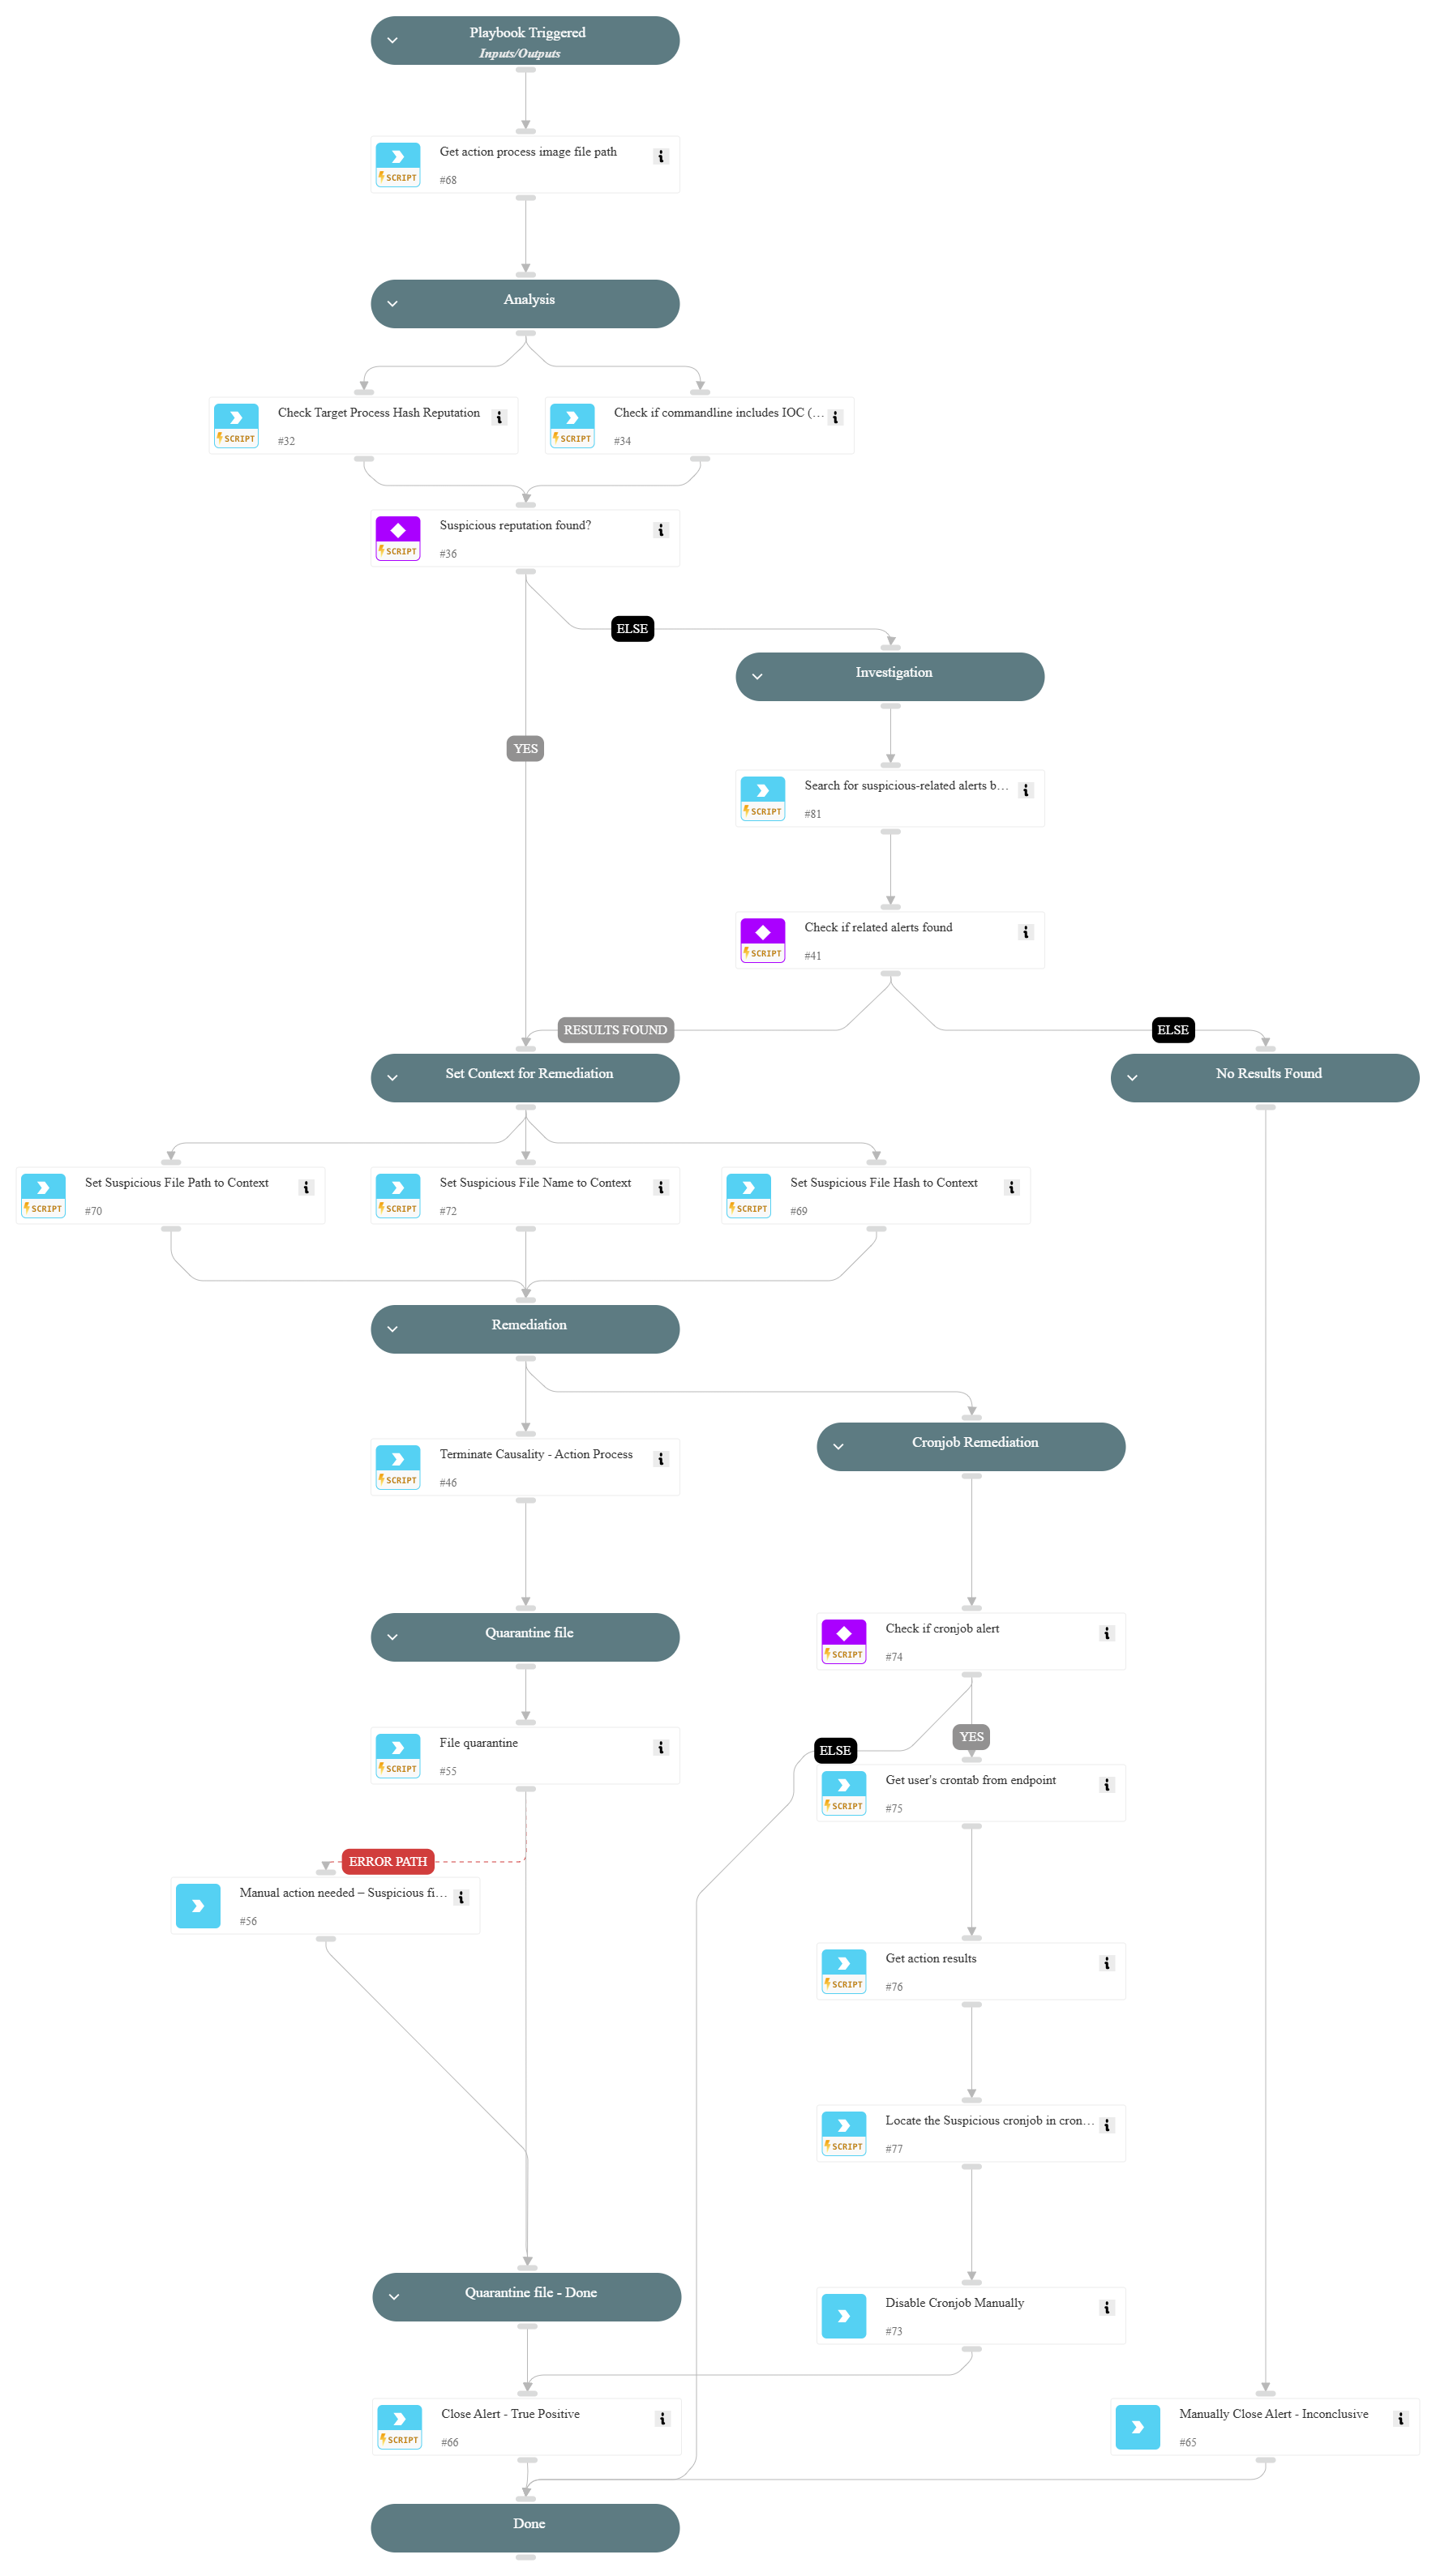 Playbook Triggered
Inputs/Outputs
Get action process image file path
SCRIPT
#68
Analysis
Check Target Process Hash Reputation
SCRIPT
#32
Check if commandline includes IOC (…
SCRIPT
#34
Suspicious reputation found?
SCRIPT
#36
ELSE
Investigation
YES
Search for suspicious-related alerts b…
SCRIPT
#81
Check if related alerts found
SCRIPT
#41
RESULTS FOUND
ELSE
Set Context for Remediation
No Results Found
Set Suspicious File Path to Context
SCRIPT
#70
Set Suspicious File Name to Context
SCRIPT
#72
Set Suspicious File Hash to Context
SCRIPT
#69
Remediation
Cronjob Remediation
Terminate Causality - Action Process
SCRIPT
#46
Quarantine file
Check if cronjob alert
SCRIPT
#74
File quarantine
SCRIPT
#55
YES
ELSE
Get user's crontab from endpoint
SCRIPT
#75
ERROR PATH
Manual action needed – Suspicious fi…
#56
Get action results
SCRIPT
#76
Locate the Suspicious cronjob in cron…
SCRIPT
#77
Quarantine file - Done
Disable Cronjob Manually
#73
Close Alert - True Positive
SCRIPT
#66
Manually Close Alert - Inconclusive
#65
Done